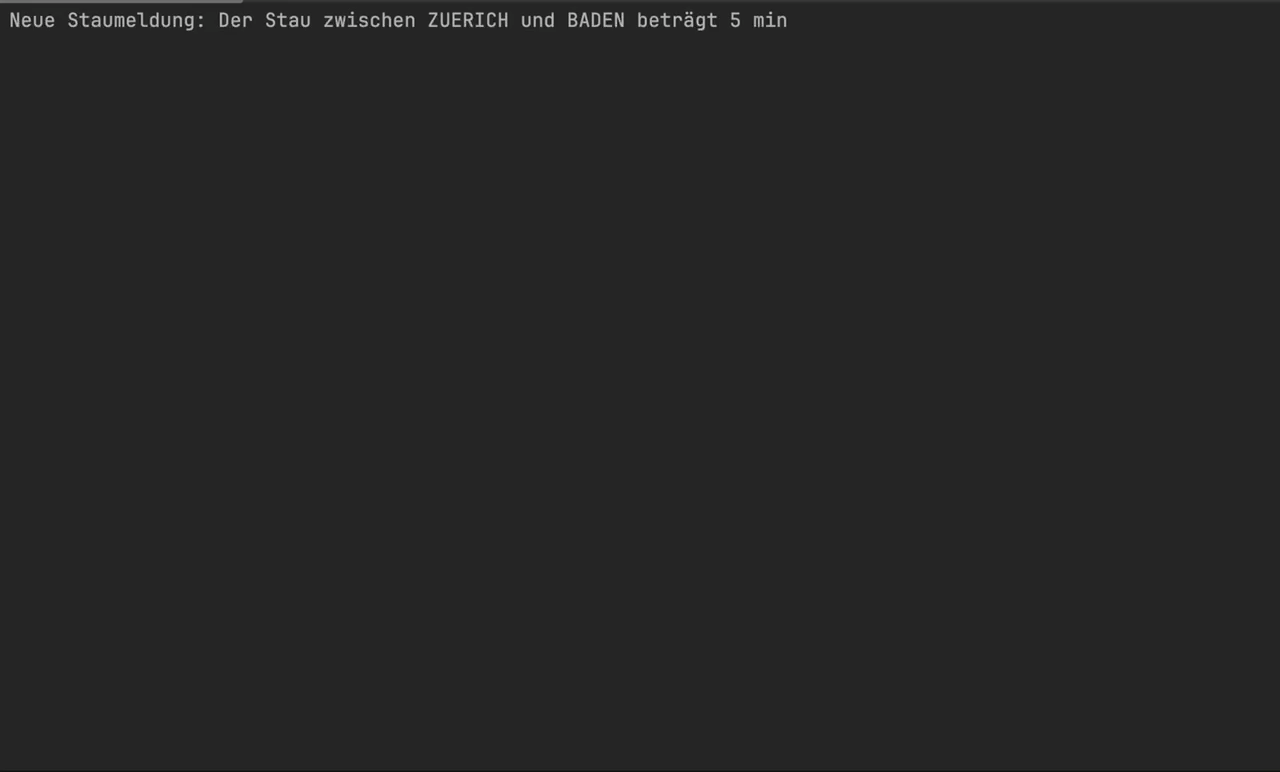 Neue Staumeldung: Der Stau zwischen ZUERICH und BADEN beträgt 5 min